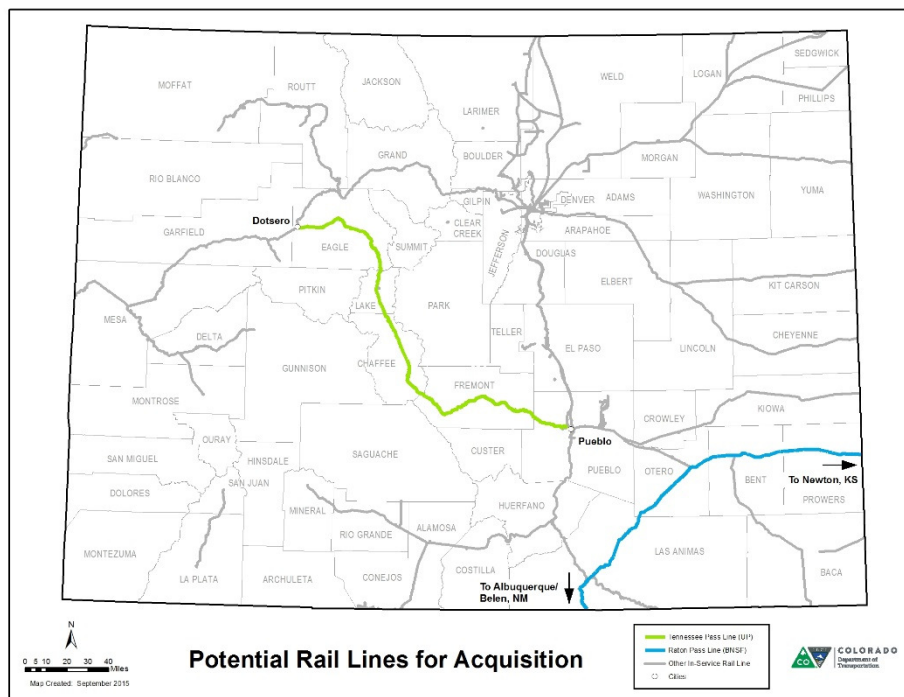 SEDGWICK
LOGAN
WELD
JACKSON
MOFFAT
ROUTT
PHILLIPS
LARIMER
GRAND
BOULDER
MORGAN
RIO BLANCO
WASHINGTON
YUMA
GILPIN
DENVER
ADAMS
Dotsero
CLEAR
CREEK
GARFIELD
EAGLE
SUMMIT
JEFFERSON
ARAPAHOE
DOUGLAS
ELBERT
KIT CARSON
PITKIN
LAKE
PARK
MESA
DELTA
TELLER
CHEYENNE
EL PASO
LINCOLN
CHAFFEE
GUNNISON
FREMONT
MONTROSE
CROWLEY
KIOWA
Pueblo
OURAY
SAN MIGUEL
HINSDALE
SAGUACHE
CUSTER
PUEBLO
OTERO
BENT
To Newton, KS
PROWERS
SAN JUAN
DOLORES
MINERAL
HUERFANO
RIO GRANDE
ALAMOSA
LAS ANIMAS
MONTEZUMA
LA PLATA
ARCHULETA
CONEJOS
COSTILLA
BACA
To Albuquerque/
Belen, NM
N
0 5 10 20 30 40
Miles
Map Created: September 2015
Potential Rail Lines for Acquisition
Tennessee Pass Line (UP)
Raton Pass Line (BNSF)
Other In-Service Rail Line
Cities
CO
COLORADO
Department of
Transportation